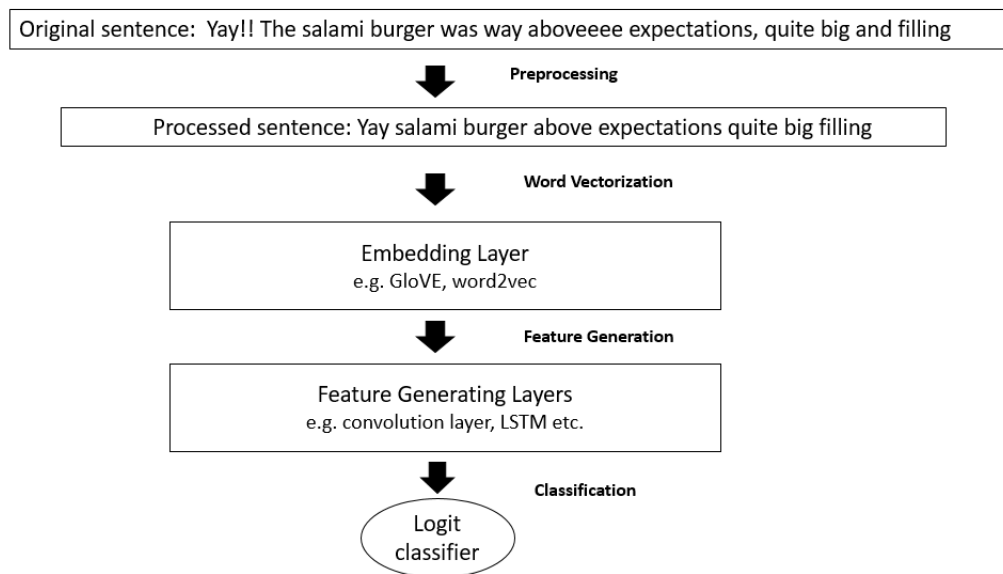 Original sentence: Yay!! The salami burger was way aboveeee expectations, quite big and filling
Preprocessing
Processed sentence: Yay salami burger above expectations quite big filling
Word Vectorization
Embedding Layer
e.g. GloVE, word2vec
Feature Generation
Feature Generating Layers
e.g. convolution layer, LSTM etc.
Classification
Logit
classifier